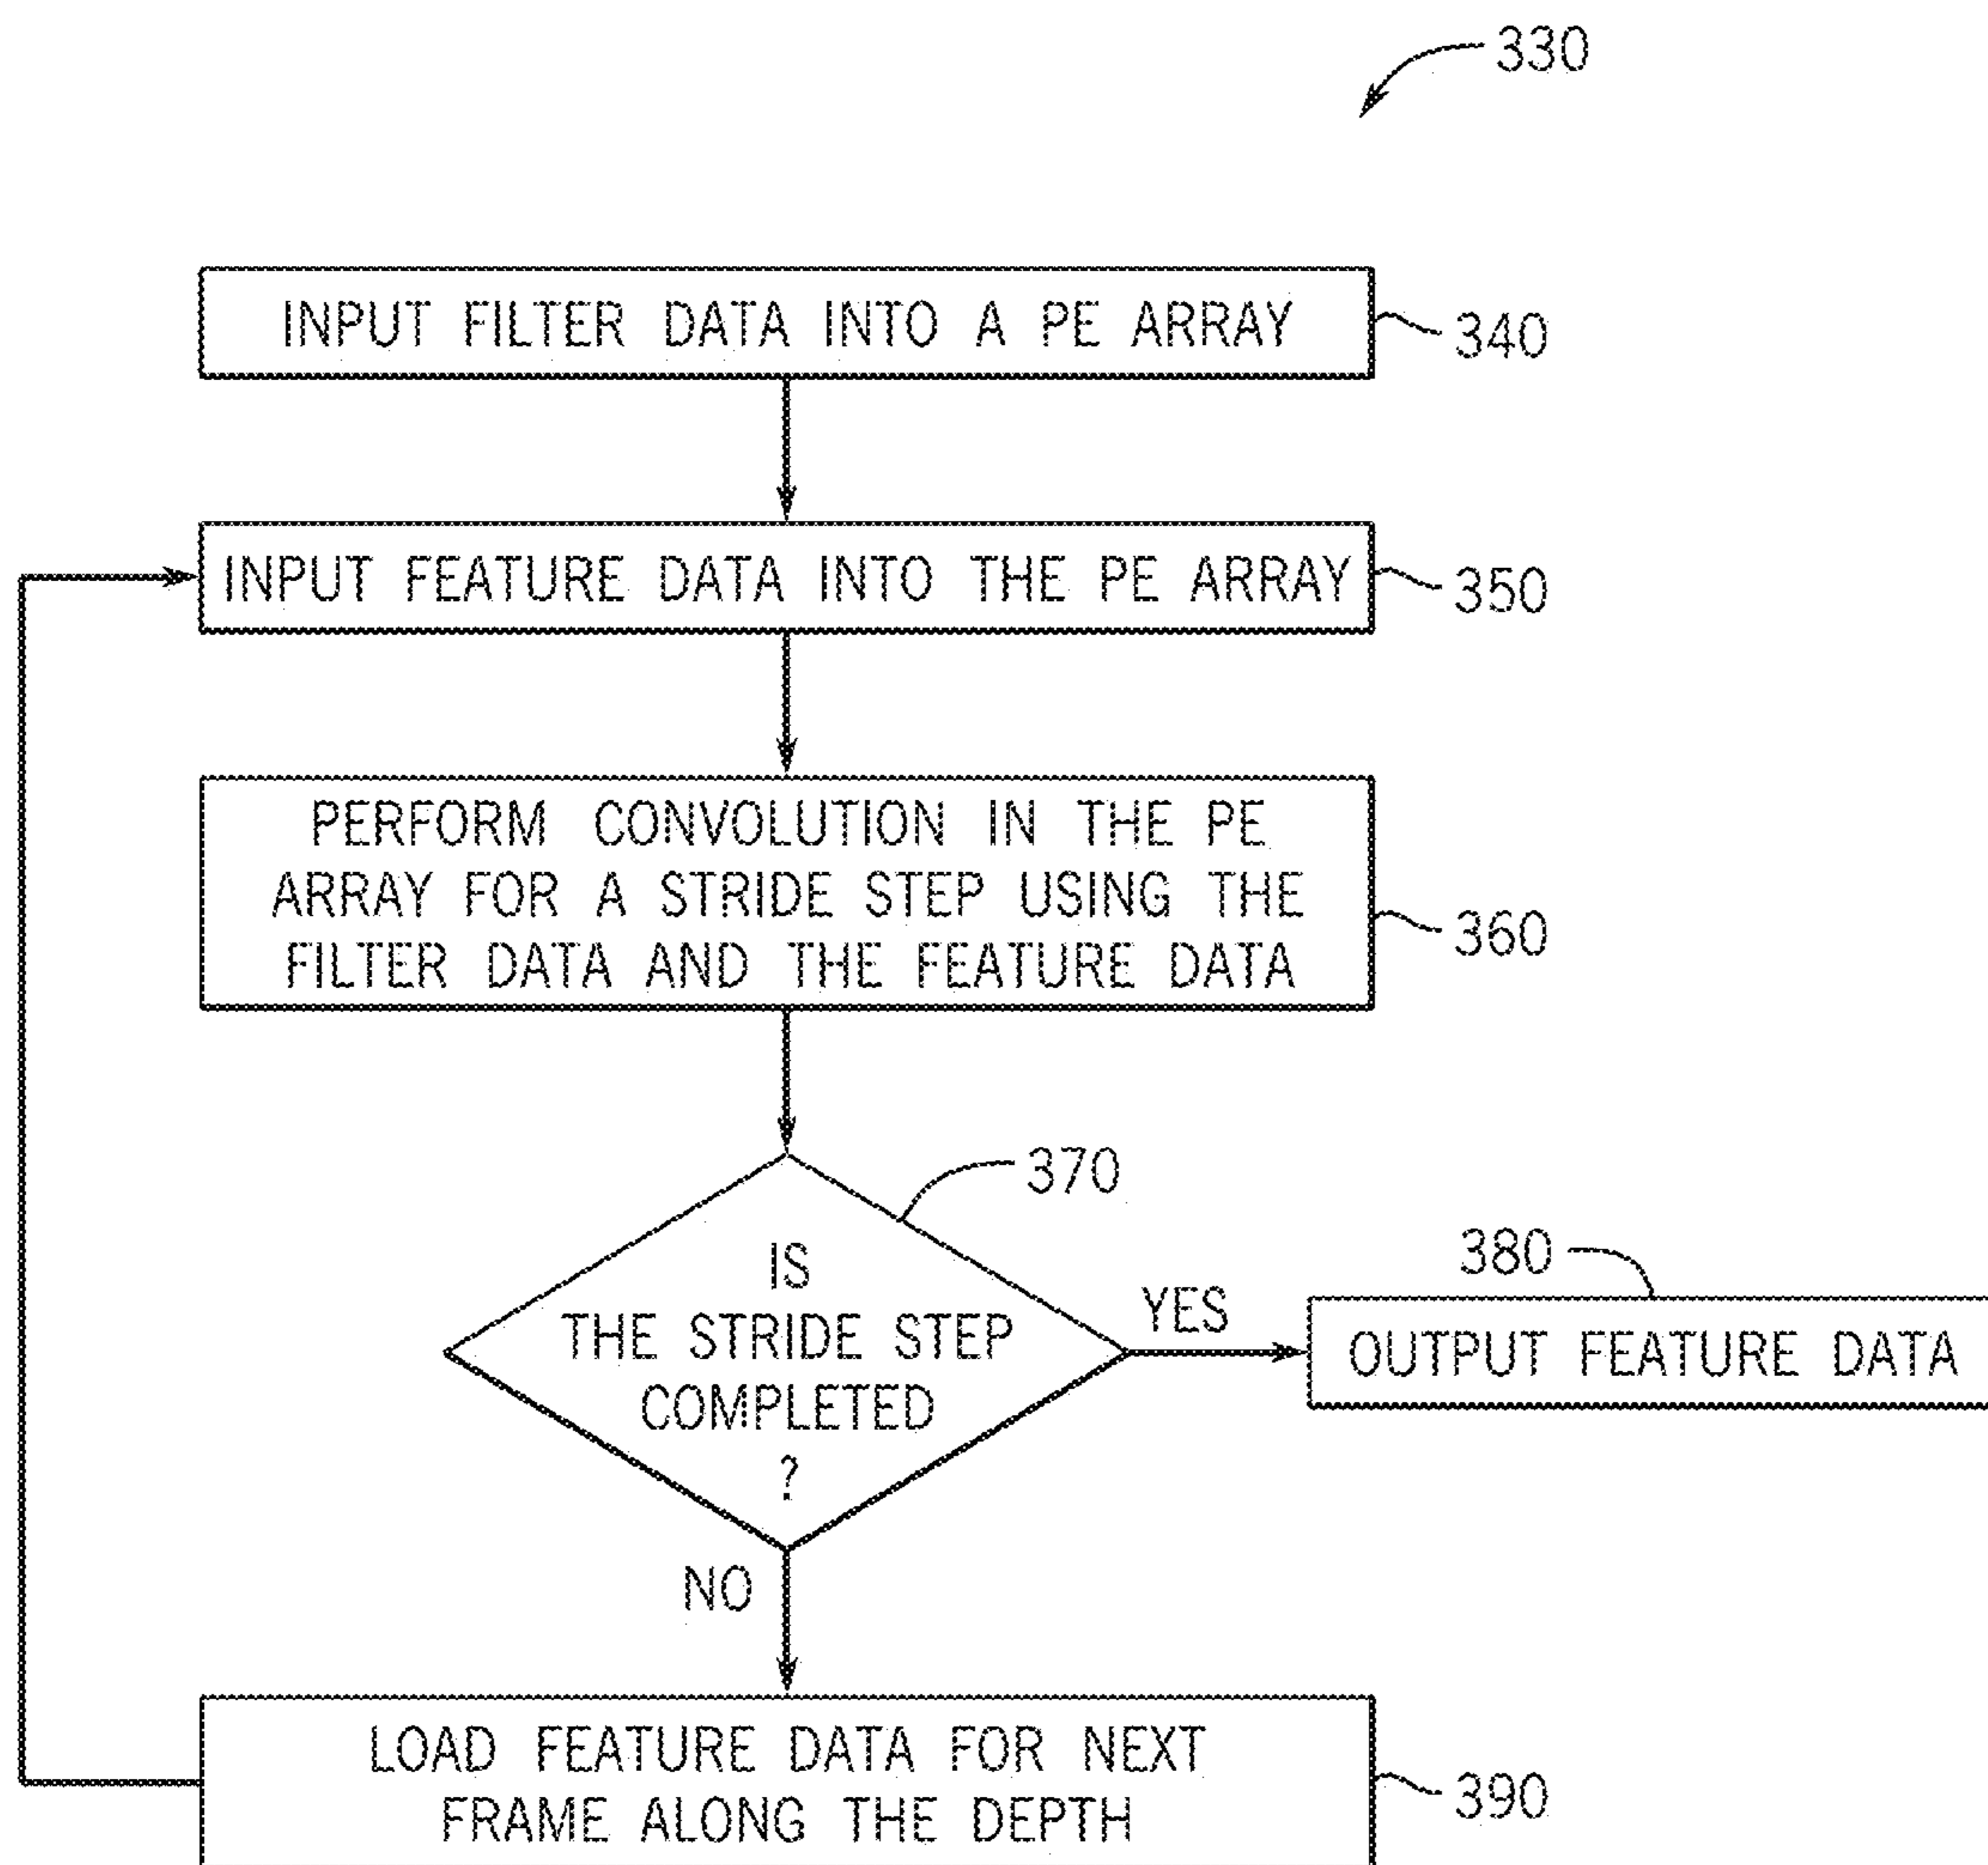 330
INPUT FILTER DATA INTO A PE ARRAY
340
INPUT FEATURE DATA INTO THE PE ARRAY
350
PERFORM CONVOLUTION IN THE PE
ARRAY FOR A STRIDE STEP USING THE
FILTER DATA AND THE FEATURE DATA
360
370
IS
THE STRIDE STEP
COMPLETED
?
YES
380
OUTPUT FEATURE DATA
NO
LOAD FEATURE DATA FOR NEXT
FRAME ALONG THE DEPTH
390